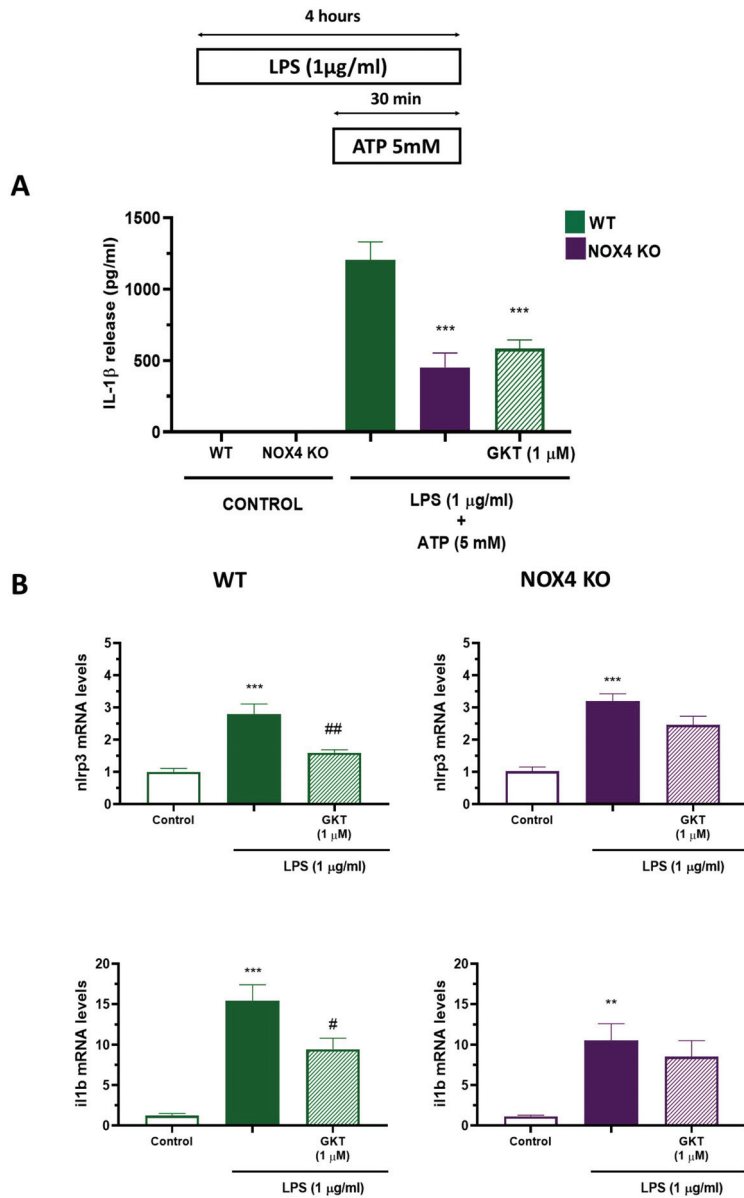 4 hours
LPS (1µg/ml)
30 min
ATP 5mM
A
IL-1β release (pg/ml)
1500
1000
500
0
WT
NOX4 KO
***
***
WT
NOX4 KO
GKT (1 µM)
CONTROL
LPS (1 µg/ml)
+
ATP (5 mM)
B
WT
NOX4 KO
nlrp3 mRNA levels
5
4
3
2
1
0
***
##
Control
GKT
(1 µM)
LPS (1 µg/ml)
nlrp3 mRNA levels
5
4
3
2
1
0
***
Control
GKT
(1 µM)
LPS (1 µg/ml)
il1b mRNA levels
20
15
10
5
0
***
#
Control
GKT
(1 µM)
LPS (1 µg/ml)
il1b mRNA levels
20
15
10
5
0
**
Control
GKT
(1 µM)
LPS (1 µg/ml)